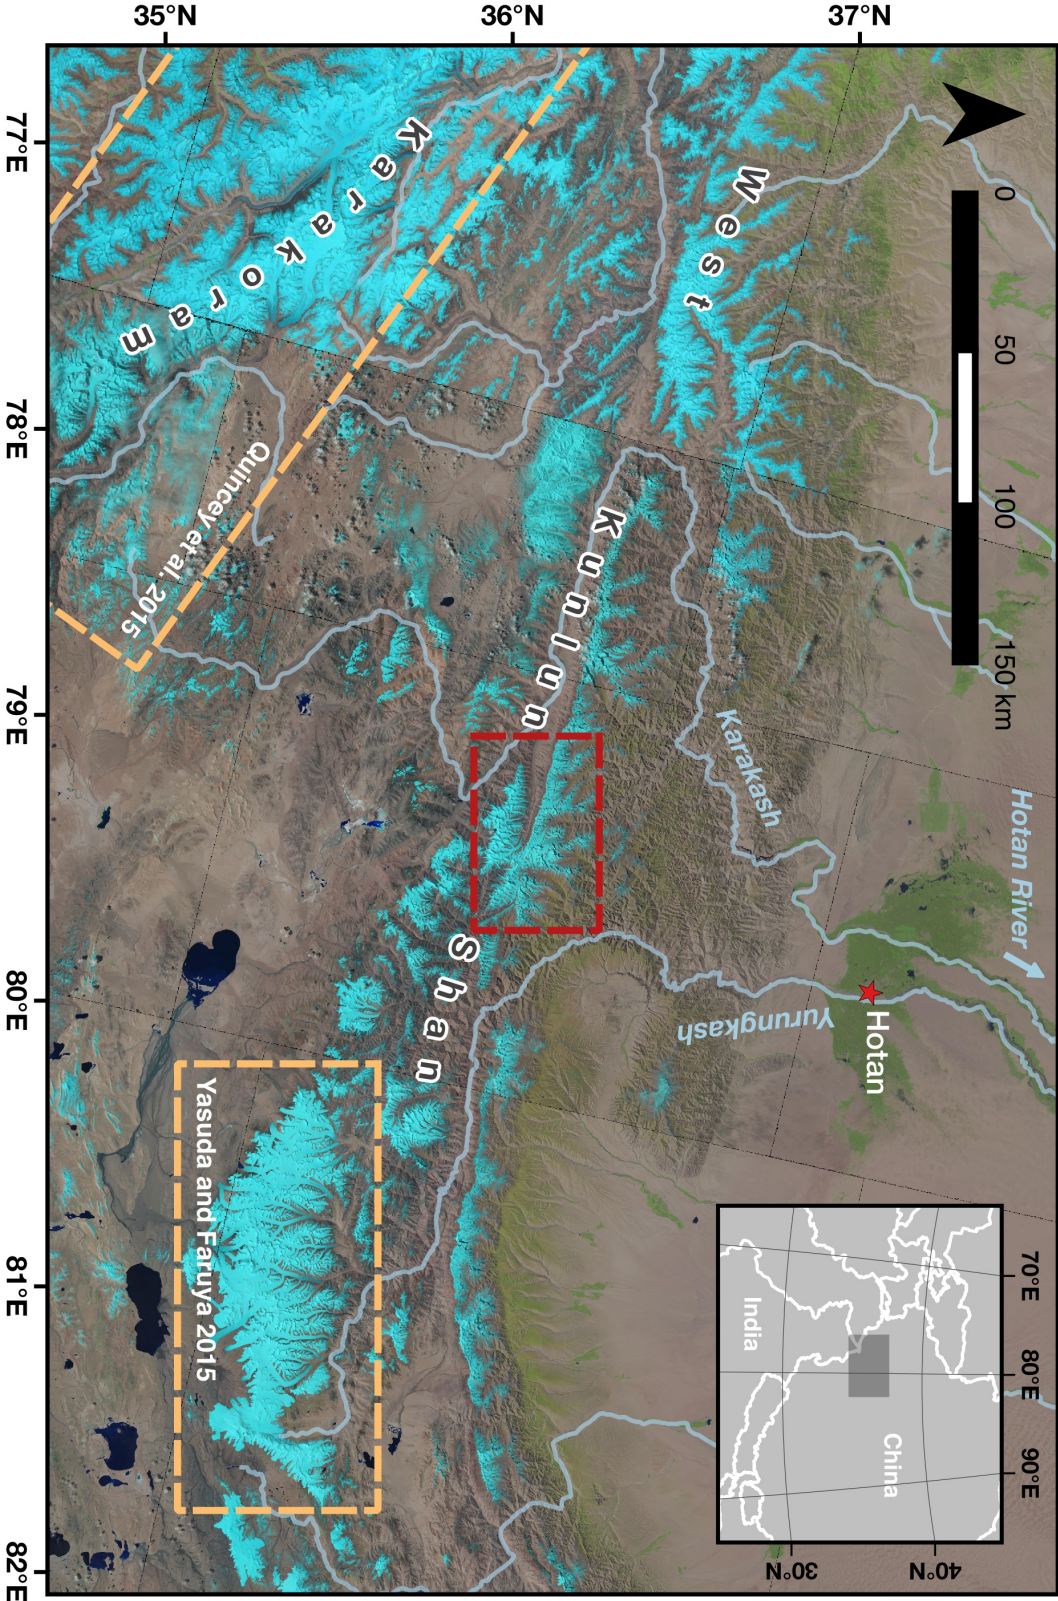 35°N
36°N
37°N
77°E
78°E
79°E
80°E
81°E
82°E
0
50
100
150 km
West
Kunlun
Shan
Karakoram
Karakash
Yurungkash
Hotan River
Hotan
Quincey et al. 2015
Yasuda and Faruya 2015
70°E
80°E
90°E
40°N
30°N
India
China